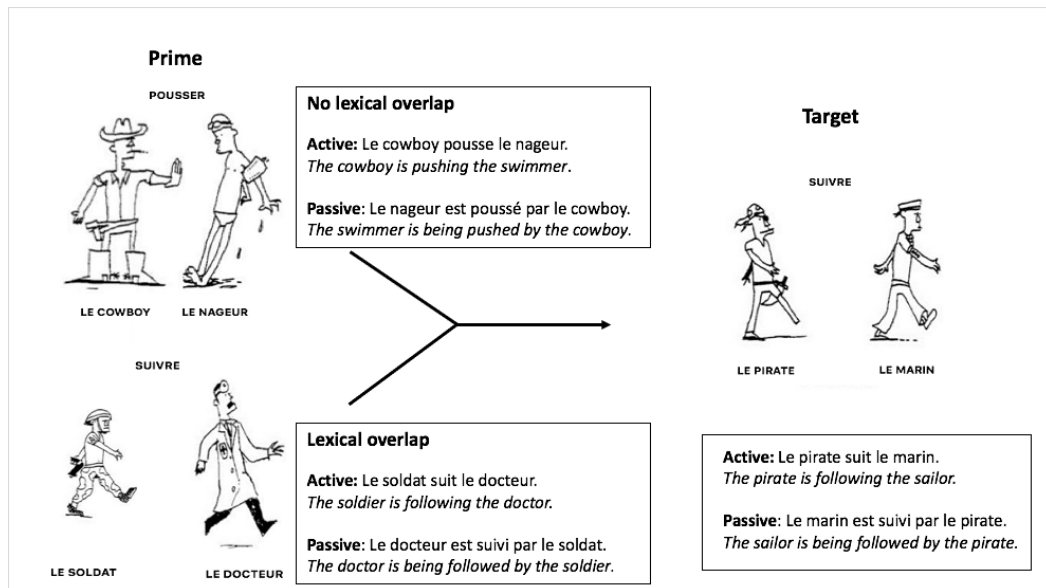 Prime
POUSSER
LE COWBOY
LE NAGEUR
No lexical overlap
Active: Le cowboy pousse le nageur.
The cowboy is pushing the swimmer.
Passive: Le nageur est poussé par le cowboy.
The swimmer is being pushed by the cowboy.
SUIVRE
LE SOLDAT
LE DOCTEUR
Lexical overlap
Active: Le soldat suit le docteur.
The soldier is following the doctor.
Passive: Le docteur est suivi par le soldat.
The doctor is being followed by the soldier.
Target
SUIVRE
LE PIRATE
LE MARIN
Active: Le pirate suit le marin.
The pirate is following the sailor.
Passive: Le marin est suivi par le pirate.
The sailor is being followed by the pirate.